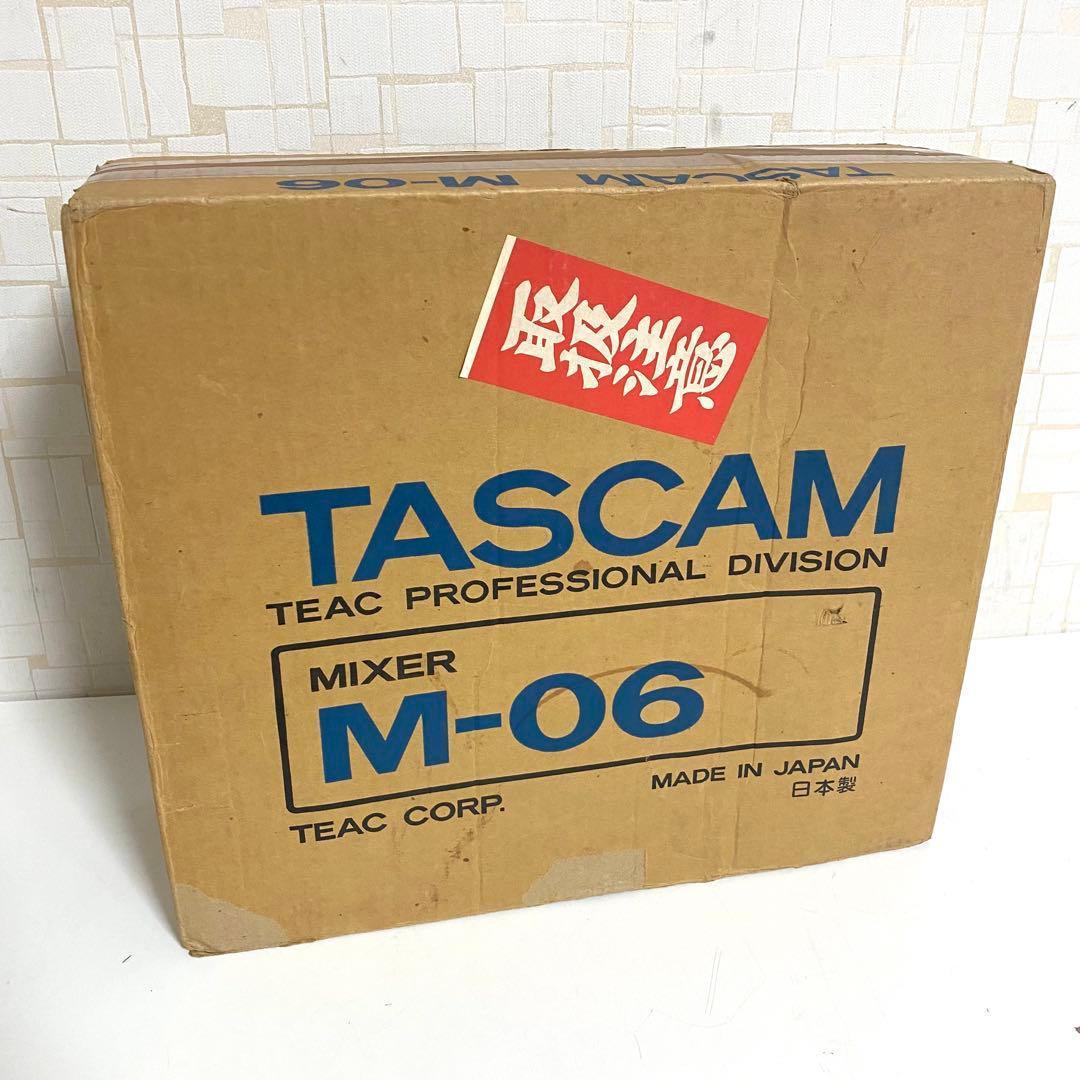 TASCAM M-06
取扱注意
TASCAM
TEAC PROFESSIONAL DIVISION
MIXER
M-06
MADE IN JAPAN
日本製
TEAC CORP.